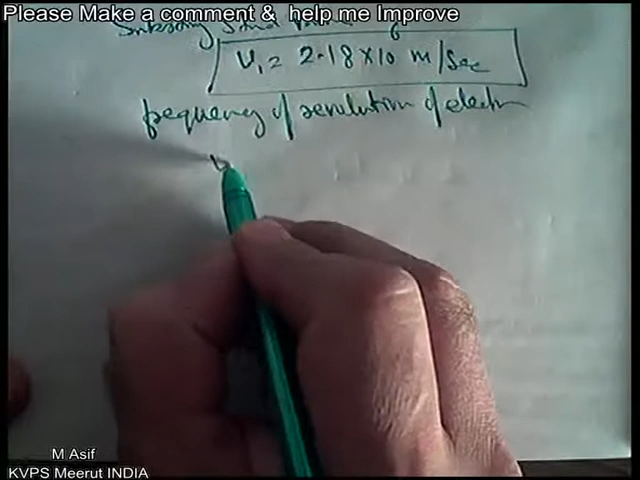 Please Make a comment & help me Improve
V₁ = 2.18×10⁶ m/Sec
frequency of revolution of electron
M Asif
KVPS Meerut INDIA